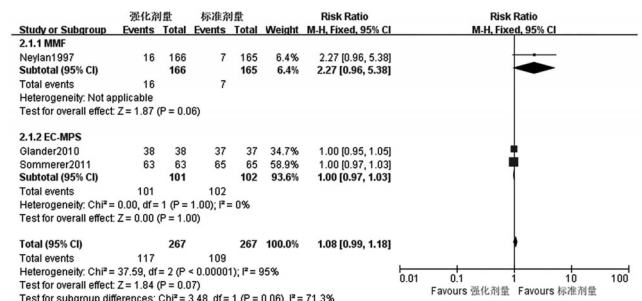 强化剂量 标准剂量 Risk Ratio Risk Ratio
Study or Subgroup Events Total Events Total Weight M-H, Fixed, 95% CI M-H, Fixed, 95% CI
2.1.1 MMF
Neylan1997 16 166 7 165 6.4% 2.27 [0.96, 5.38]
Subtotal (95% CI) 166 165 6.4% 2.27 [0.96, 5.38]
Total events 16 7
Heterogeneity: Not applicable
Test for overall effect: Z = 1.87 (P = 0.06)
2.1.2 EC-MPS
Glander2010 38 38 37 37 34.7% 1.00 [0.95, 1.05]
Sommerer2011 63 63 65 65 58.9% 1.00 [0.97, 1.03]
Subtotal (95% CI) 101 102 93.6% 1.00 [0.97, 1.03]
Total events 101 102
Heterogeneity: Chi² = 0.00, df = 1 (P = 1.00); I² = 0%
Test for overall effect: Z = 0.00 (P = 1.00)
Total (95% CI) 267 267 100.0% 1.08 [0.99, 1.18]
Total events 117 109
Heterogeneity: Chi² = 37.59, df = 2 (P < 0.00001); I² = 95%
Test for overall effect: Z = 1.84 (P = 0.07)
Test for subgroup differences: Chi² = 3.48, df = 1 (P = 0.06), I² = 71.3%
0.01 0.1 1 10 100
Favours 强化剂量 Favours 标准剂量